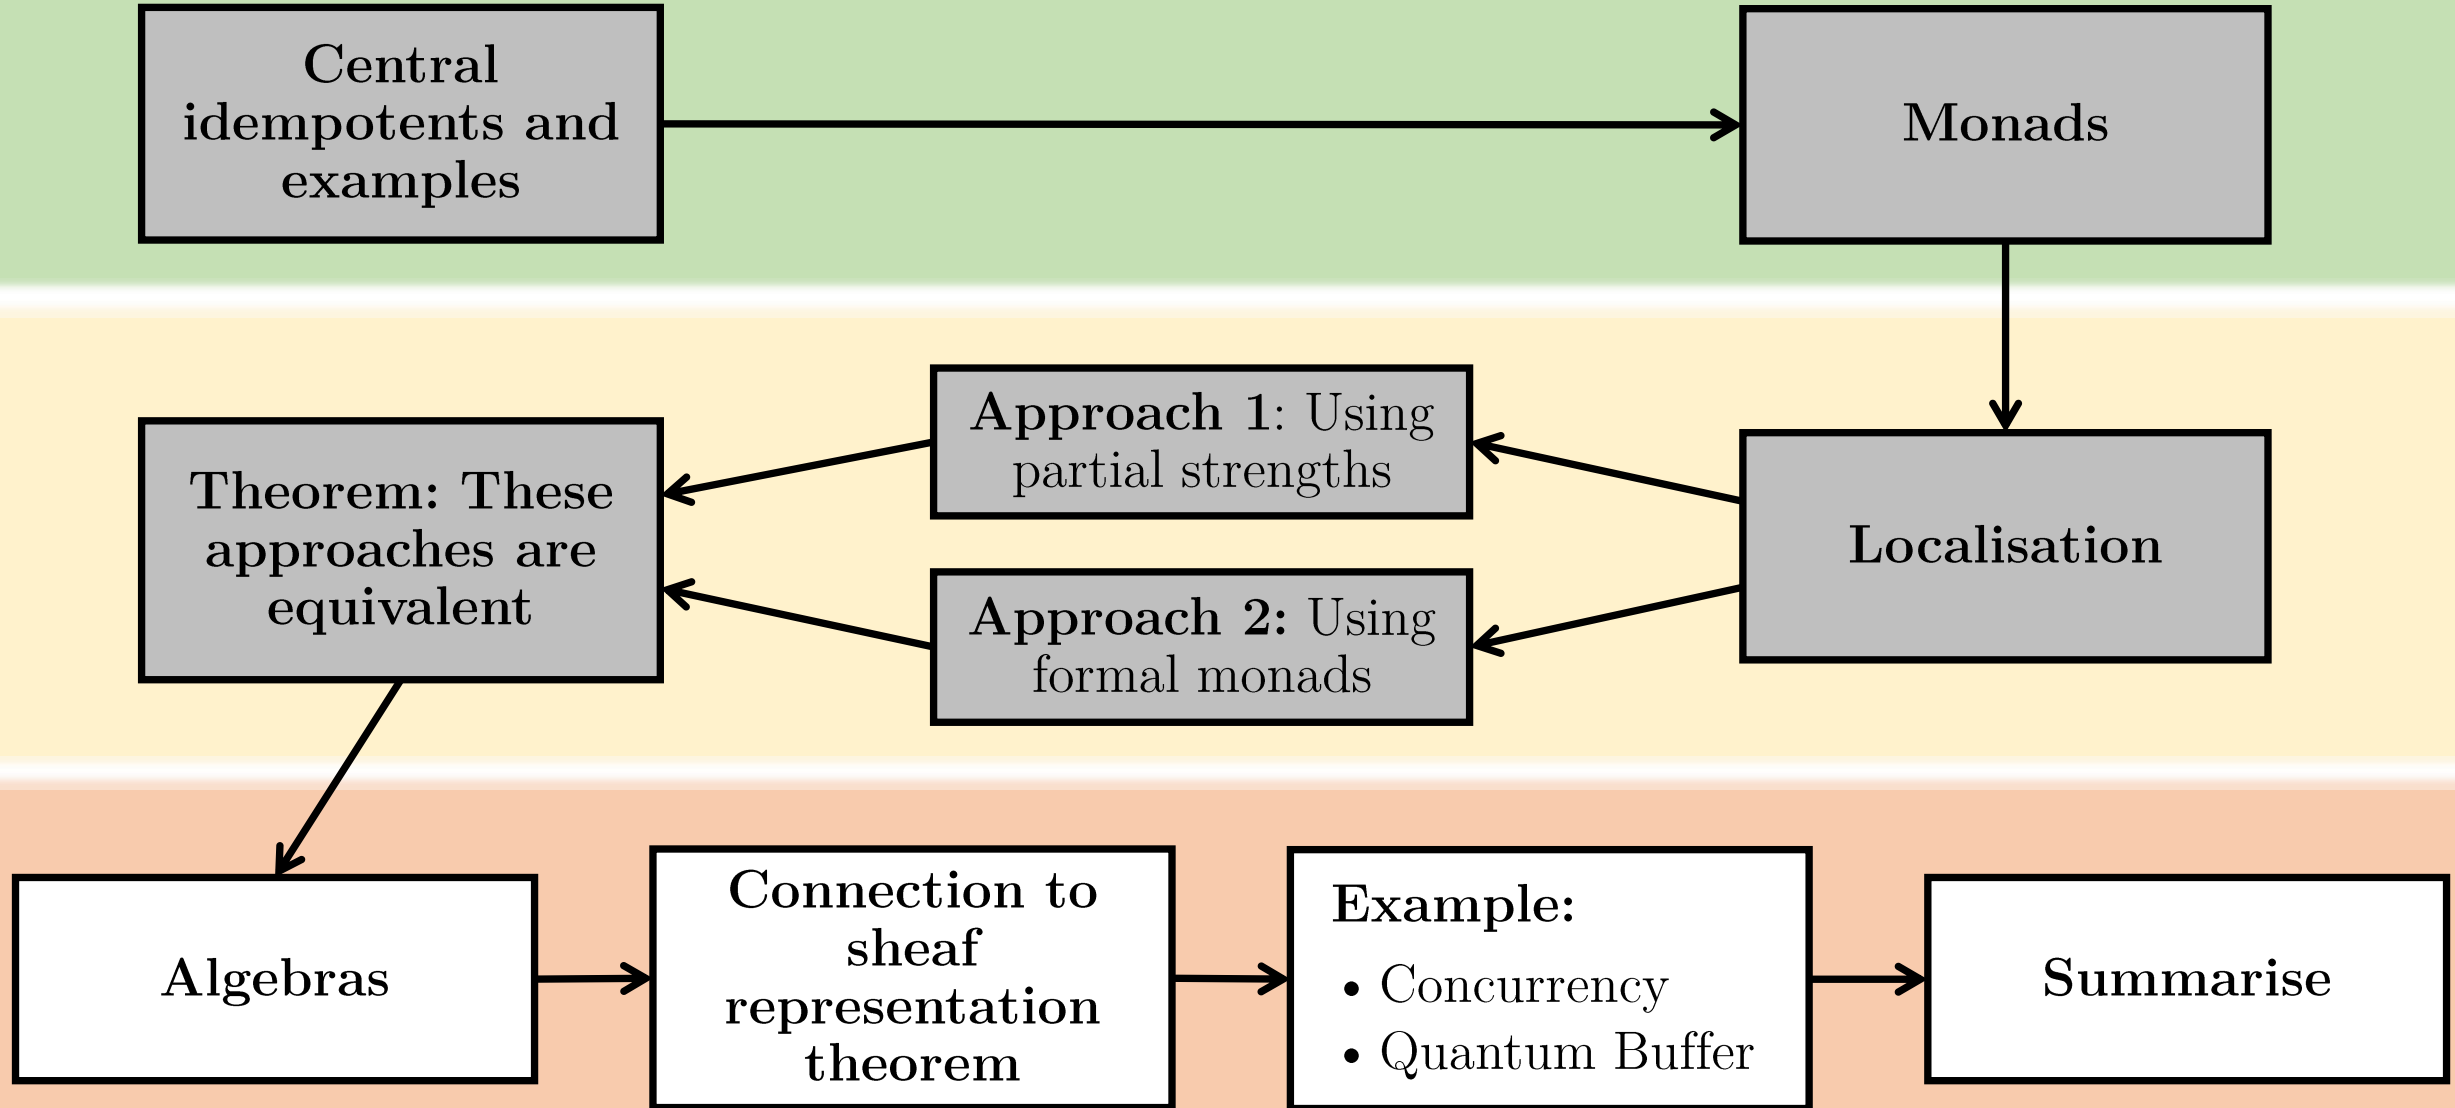 Central
idempotents and
examples
Monads
Localisation
Approach 1: Using
partial strengths
Approach 2: Using
formal monads
Theorem: These
approaches are
equivalent
Algebras
Connection to
sheaf
representation
theorem
Example:
• Concurrency
• Quantum Buffer
Summarise